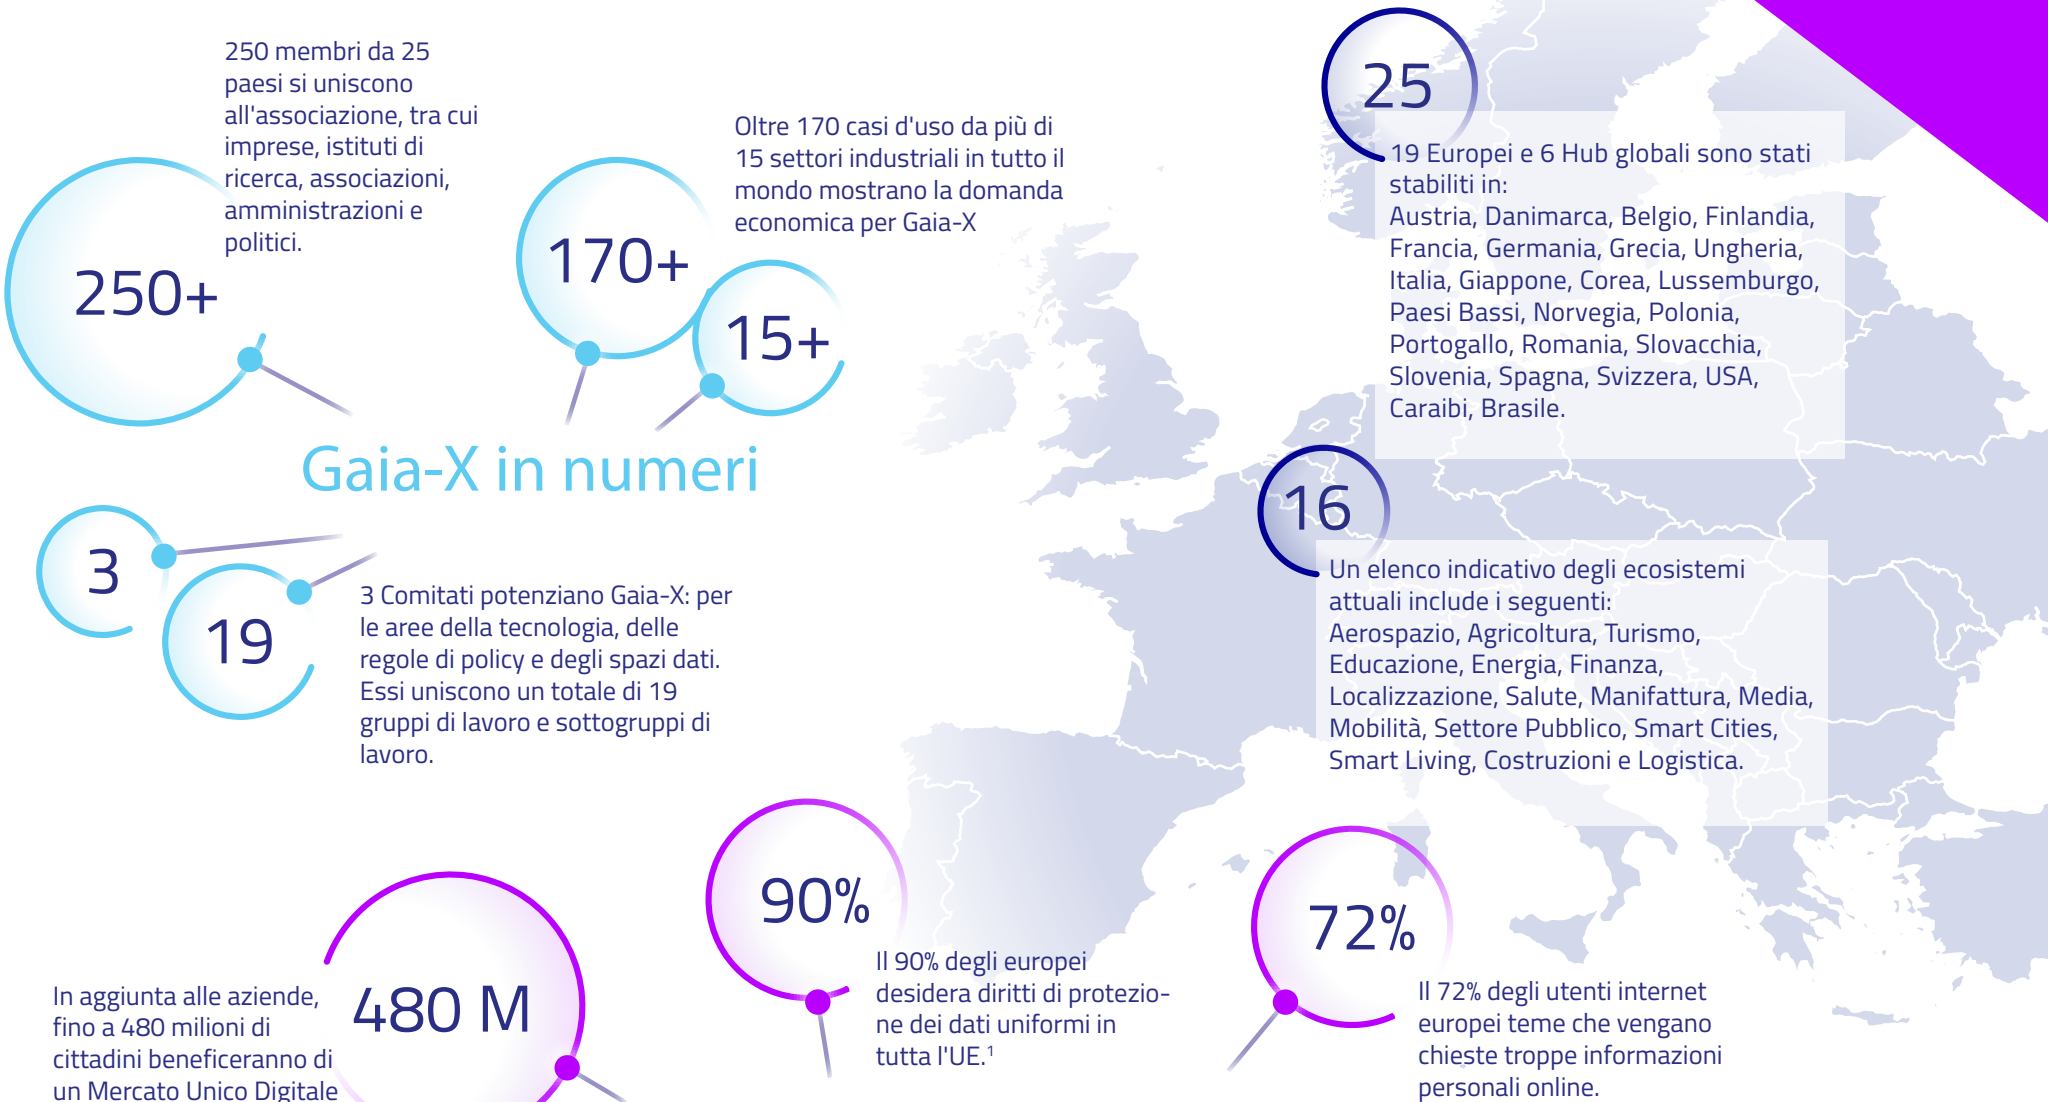 250 membri da 25
paesi si uniscono
all'associazione, tra cui
imprese, istituti di
ricerca, associazioni,
amministrazioni e
politici.
250+
Oltre 170 casi d'uso da più di
15 settori industriali in tutto il
mondo mostrano la domanda
economica per Gaia-X
170+
15+
25
19 Europei e 6 Hub globali sono stati
stabiliti in:
Austria, Danimarca, Belgio, Finlandia,
Francia, Germania, Grecia, Ungheria,
Italia, Giappone, Corea, Lussemburgo,
Paesi Bassi, Norvegia, Polonia,
Portogallo, Romania, Slovacchia,
Slovenia, Spagna, Svizzera, USA,
Caraibi, Brasile.
Gaia-X in numeri
3
19
3 Comitati potenziano Gaia-X: per
le aree della tecnologia, delle
regole di policy e degli spazi dati.
Essi uniscono un totale di 19
gruppi di lavoro e sottogruppi di
lavoro.
16
Un elenco indicativo degli ecosistemi
attuali include i seguenti:
Aerospazio, Agricoltura, Turismo,
Educazione, Energia, Finanza,
Localizzazione, Salute, Manifattura, Media,
Mobilità, Settore Pubblico, Smart Cities,
Smart Living, Costruzioni e Logistica.
480 M
In aggiunta alle aziende,
fino a 480 milioni di
cittadini beneficeranno di
un Mercato Unico Digitale
90%
Il 90% degli europei
desidera diritti di protezio-
ne dei dati uniformi in
tutta l'UE.¹
72%
Il 72% degli utenti internet
europei teme che vengano
chieste troppe informazioni
personali online.